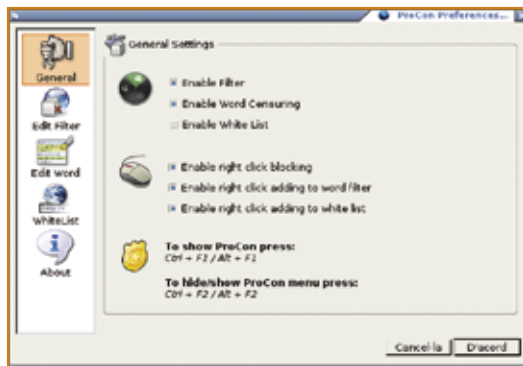 ProCon Preferences...
General
Edit Filter
Edit word
WhiteList
About
General Settings
Enable Filter
Enable Word Censuring
Enable White List
Enable right click blocking
Enable right click adding to word filter
Enable right click adding to white list
To show ProCon press:
Ctrl + F1 / Alt + F1
To hide/show ProCon menu press:
Ctrl + F2 / Alt + F2
Cancel·la
D'acord